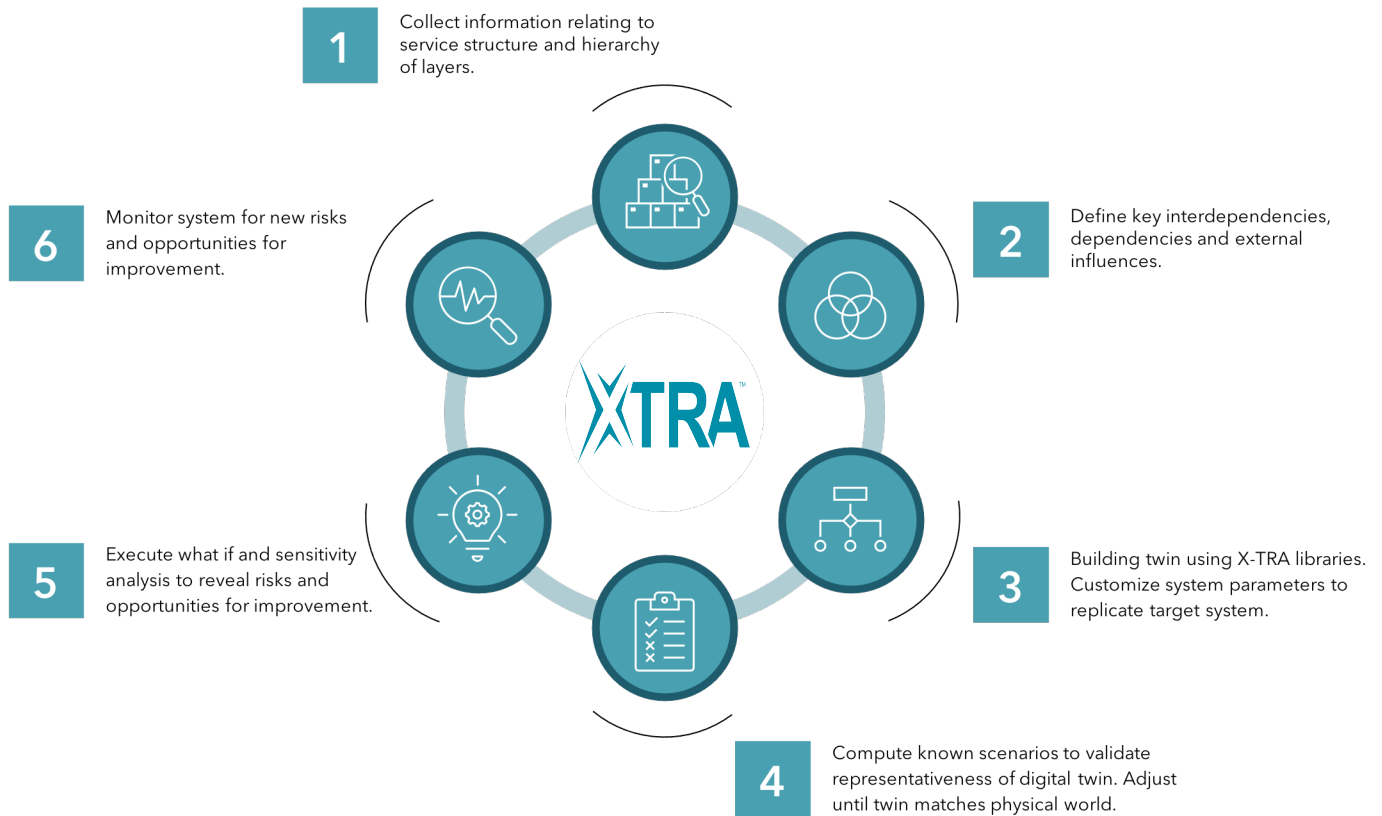 1
Collect information relating to
service structure and hierarchy
of layers.
2
Define key interdependencies,
dependencies and external
influences.
3
Building twin using X-TRA libraries.
Customize system parameters to
replicate target system.
4
Compute known scenarios to validate
representativeness of digital twin. Adjust
until twin matches physical world.
5
Execute what if and sensitivity
analysis to reveal risks and
opportunities for improvement.
6
Monitor system for new risks
and opportunities for
improvement.
XTRA™